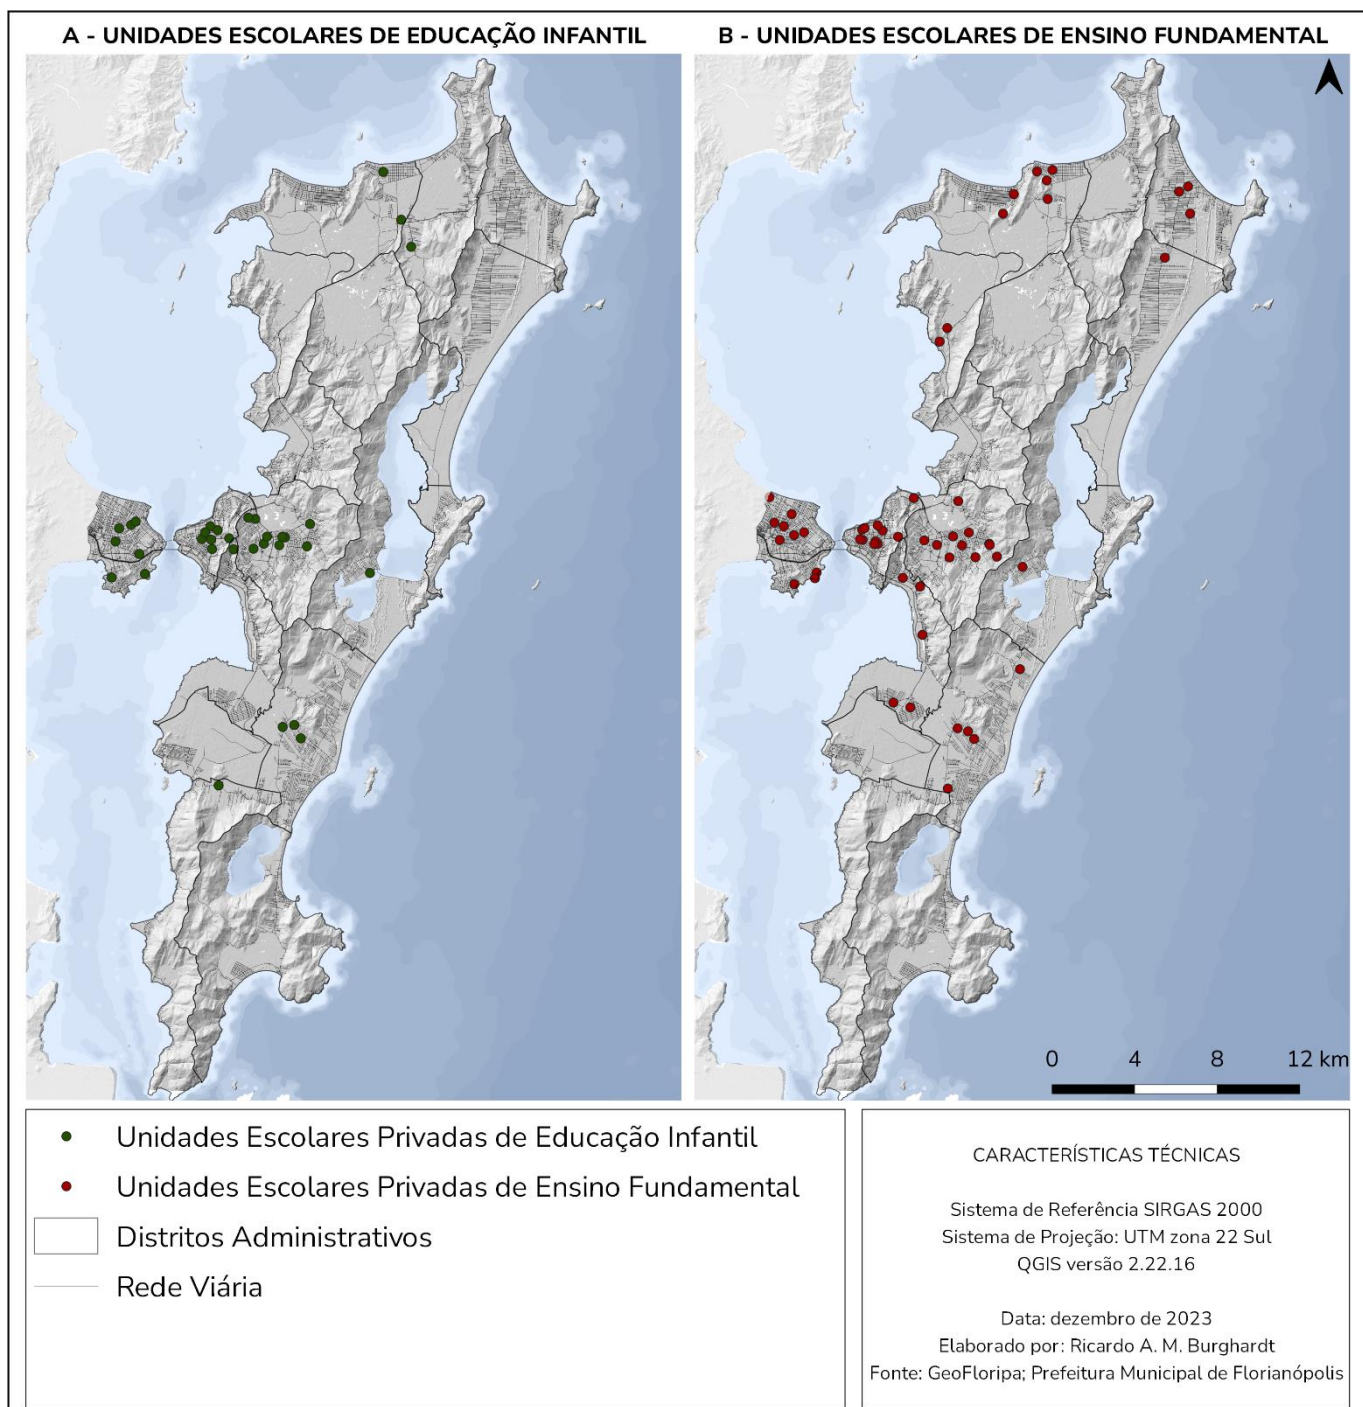 A - UNIDADES ESCOLARES DE EDUCAÇÃO INFANTIL
B - UNIDADES ESCOLARES DE ENSINO FUNDAMENTAL
0 4 8 12 km
Unidades Escolares Privadas de Educação Infantil
Unidades Escolares Privadas de Ensino Fundamental
Distritos Administrativos
Rede Viária
CARACTERÍSTICAS TÉCNICAS
Sistema de Referência SIRGAS 2000
Sistema de Projeção: UTM zona 22 Sul
QGIS versão 2.22.16
Data: dezembro de 2023
Elaborado por: Ricardo A. M. Burghardt
Fonte: GeoFloripa; Prefeitura Municipal de Florianópolis